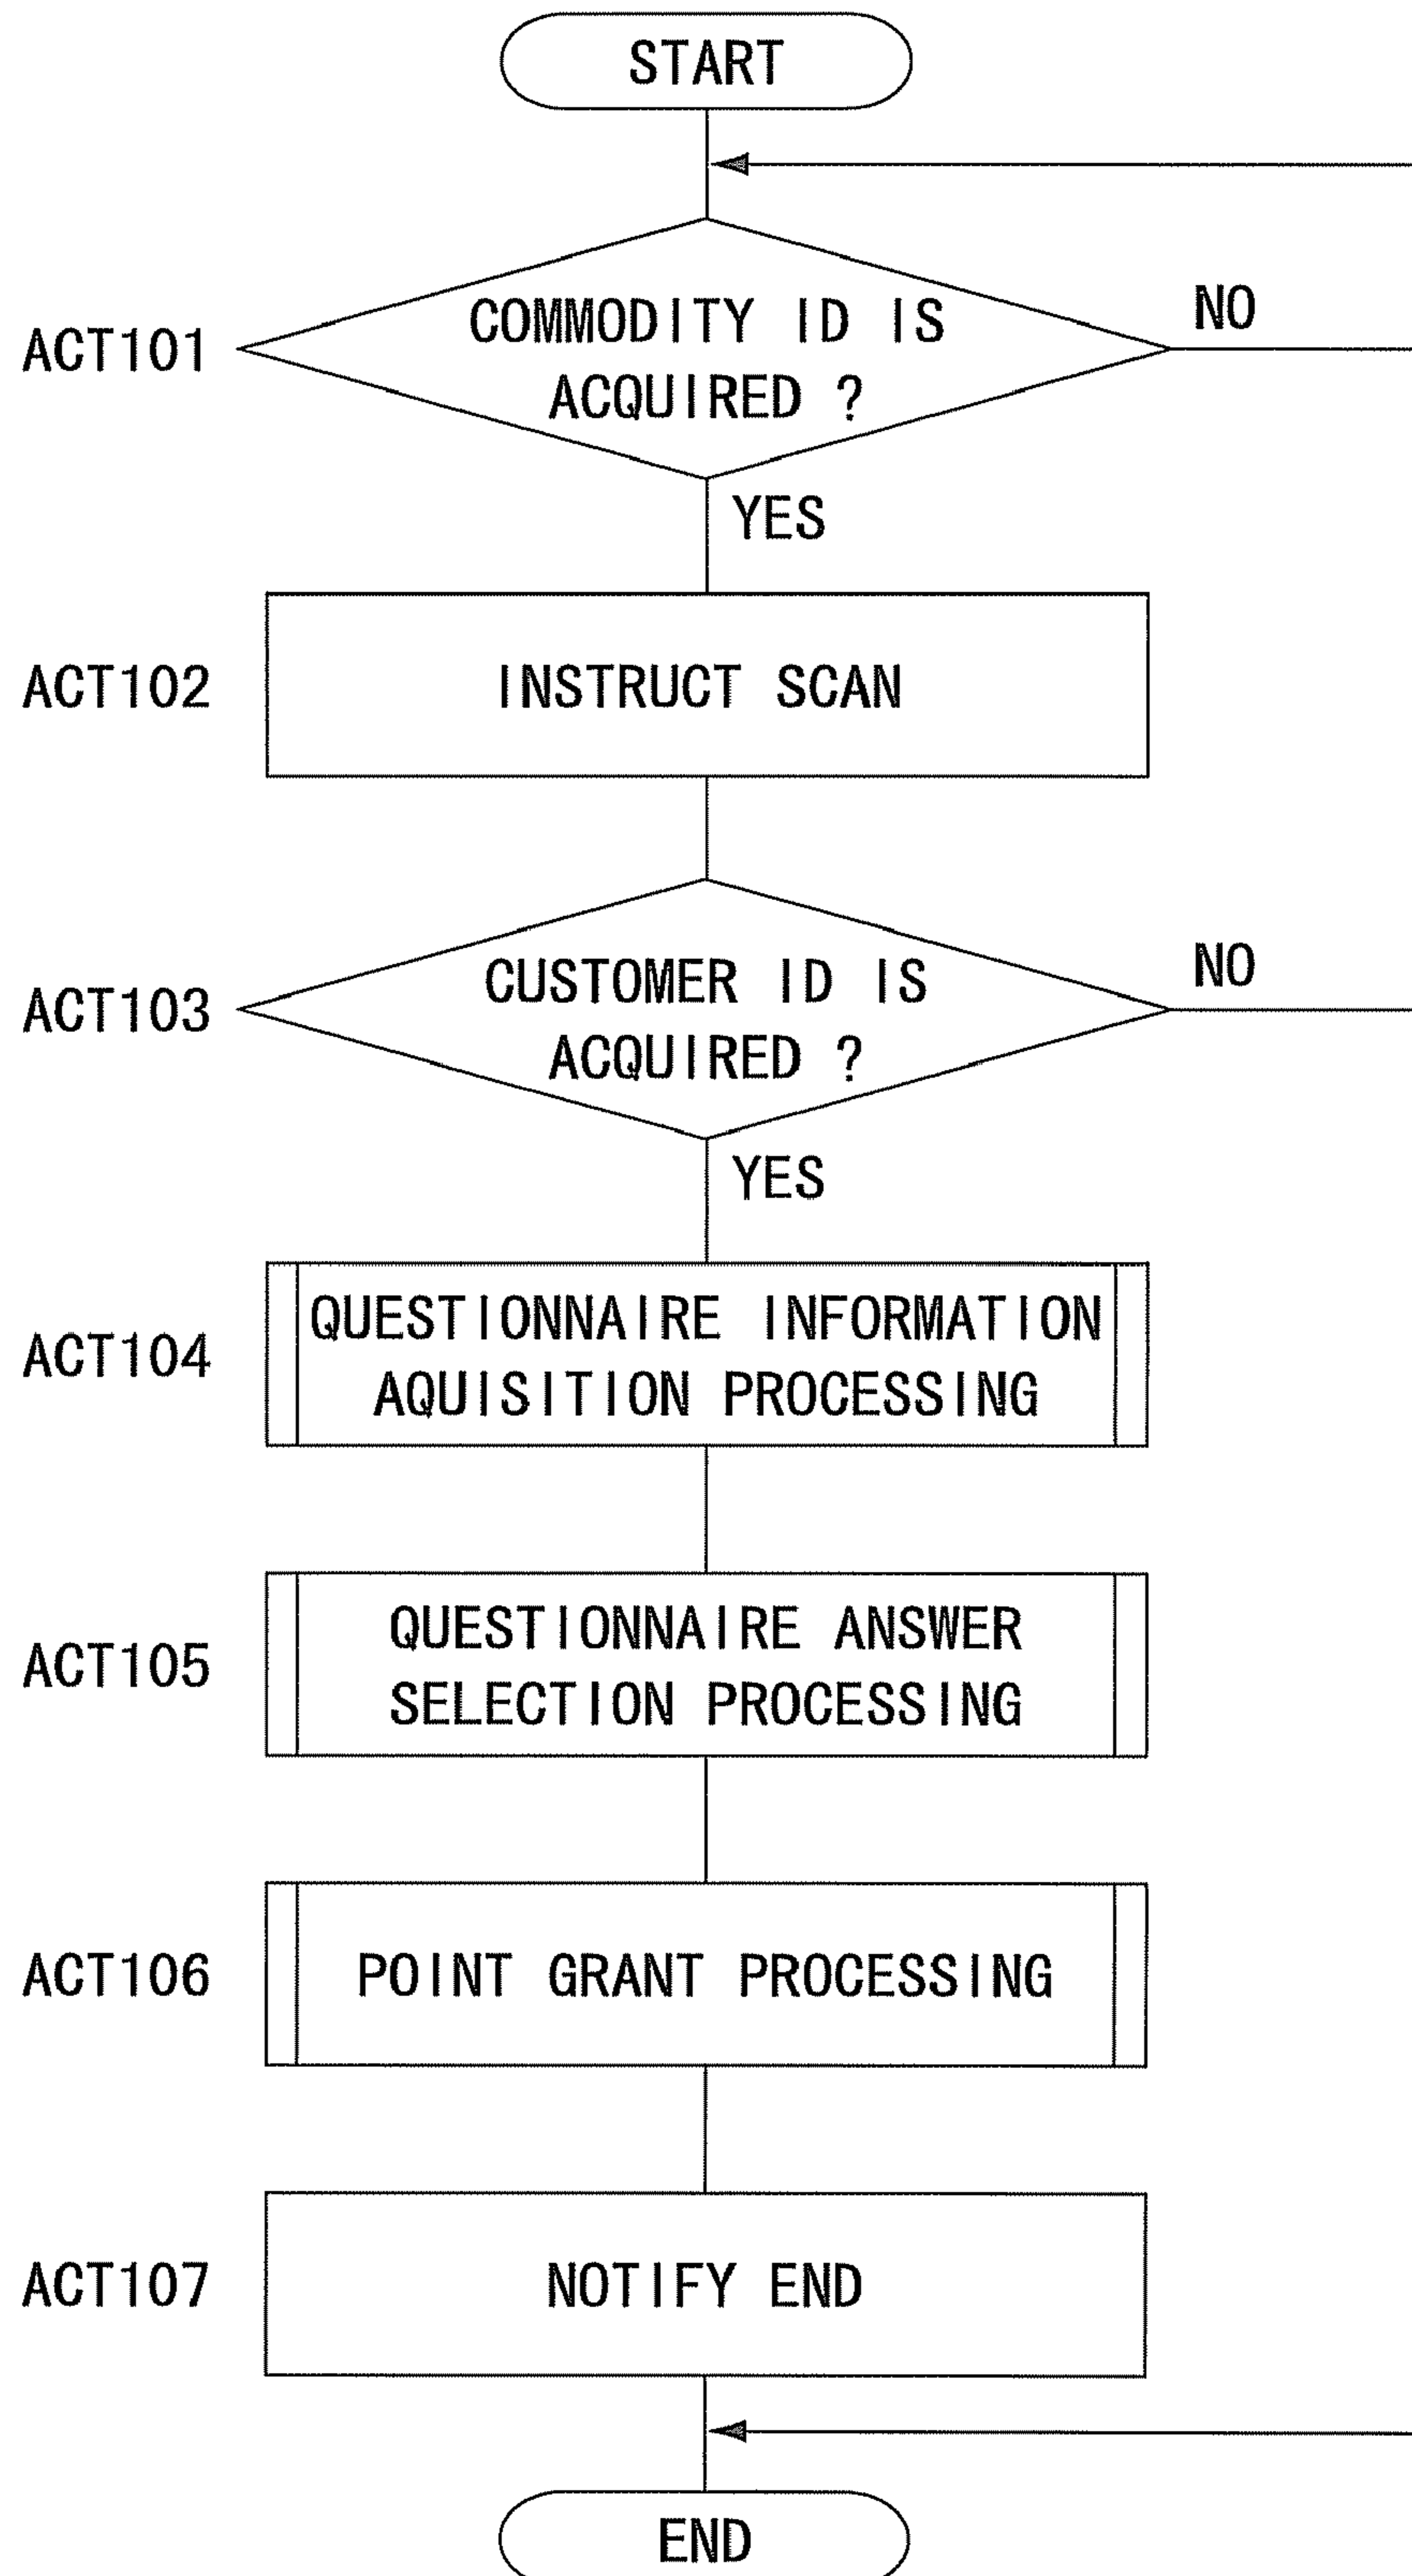 START
COMMODITY ID IS
ACQUIRED ?
NO
ACT101
YES
ACT102
INSTRUCT SCAN
CUSTOMER ID IS
ACQUIRED ?
NO
ACT103
YES
ACT104
QUESTIONNAIRE INFORMATION
AQUISITION PROCESSING
ACT105
QUESTIONNAIRE ANSWER
SELECTION PROCESSING
ACT106
POINT GRANT PROCESSING
ACT107
NOTIFY END
END